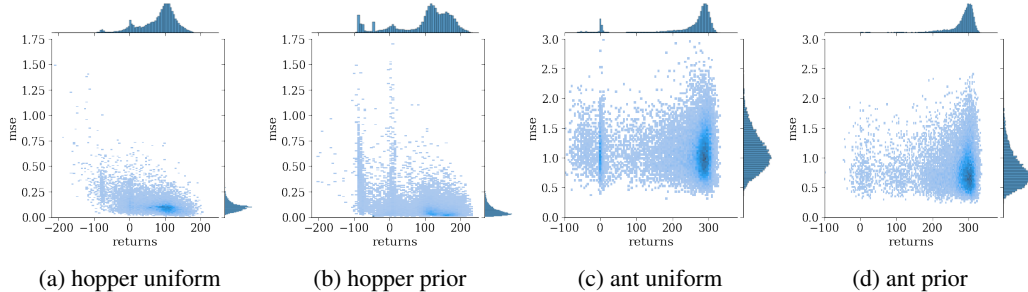 1.75
1.50
1.25
1.00
0.75
0.50
0.25
0.00
mse
−200 −100 0 100 200
returns
(a) hopper uniform
1.75
1.50
1.25
1.00
0.75
0.50
0.25
0.00
mse
−200 −100 0 100 200
returns
(b) hopper prior
3.0
2.5
2.0
1.5
1.0
0.5
0.0
mse
−100 0 100 200 300
returns
(c) ant uniform
3.0
2.5
2.0
1.5
1.0
0.5
0.0
mse
−100 0 100 200 300
returns
(d) ant prior